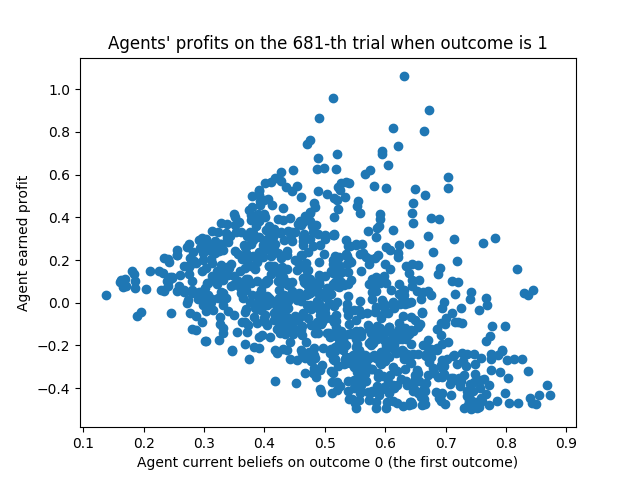 Agents' profits on the 681-th trial when outcome is 1
Agent earned profit
1.0
0.8
0.6
0.4
0.2
0.0
−0.2
−0.4
0.1 0.2 0.3 0.4 0.5 0.6 0.7 0.8 0.9
Agent current beliefs on outcome 0 (the first outcome)